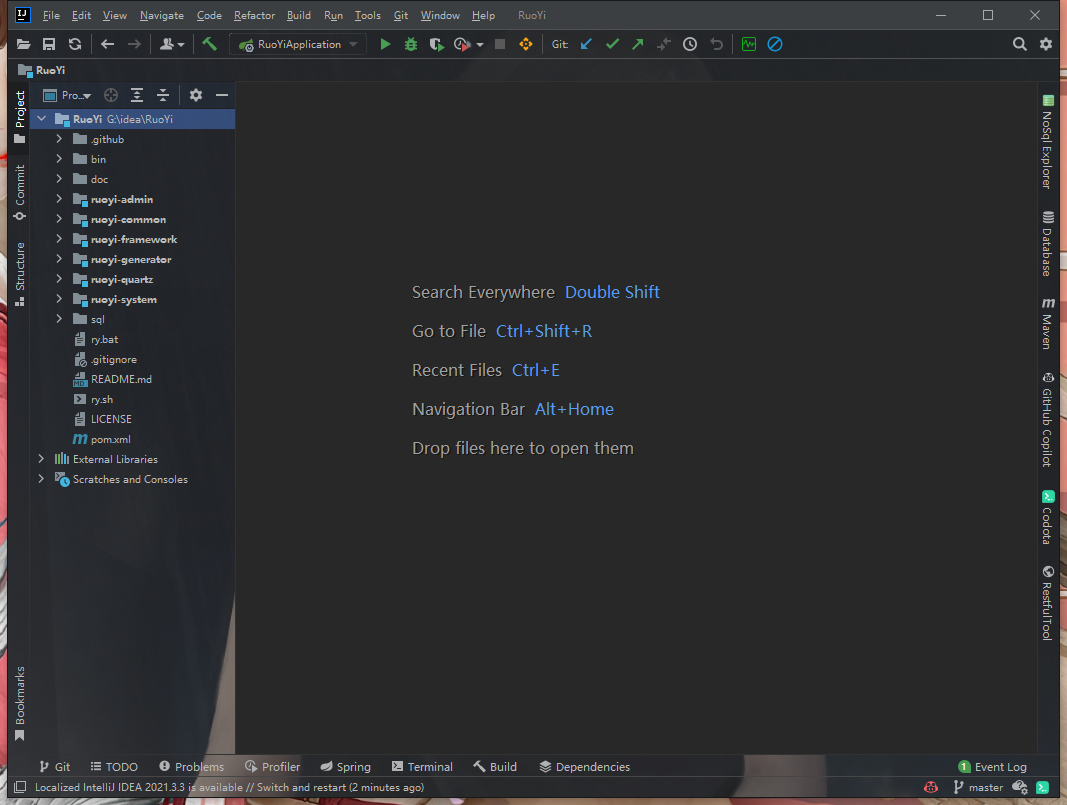 File Edit View Navigate Code Refactor Build Run Tools Git Window Help RuoYi
RuoYiApplication Git:
RuoYi
Pro...
RuoYi G:\idea\RuoYi
.github
bin
doc
ruoyi-admin
ruoyi-common
ruoyi-framework
ruoyi-generator
ruoyi-quartz
ruoyi-system
sql
ry.bat
.gitignore
README.md
ry.sh
LICENSE
pom.xml
External Libraries
Scratches and Consoles
Project
Commit
Structure
Bookmarks
Search Everywhere Double Shift
Go to File Ctrl+Shift+R
Recent Files Ctrl+E
Navigation Bar Alt+Home
Drop files here to open them
NoSql Explorer
Database
Maven
GitHub Copilot
Codota
RestfulTool
Git TODO Problems Profiler Spring Terminal Build Dependencies 1 Event Log
Localized IntelliJ IDEA 2021.3.3 is available // Switch and restart (2 minutes ago) master